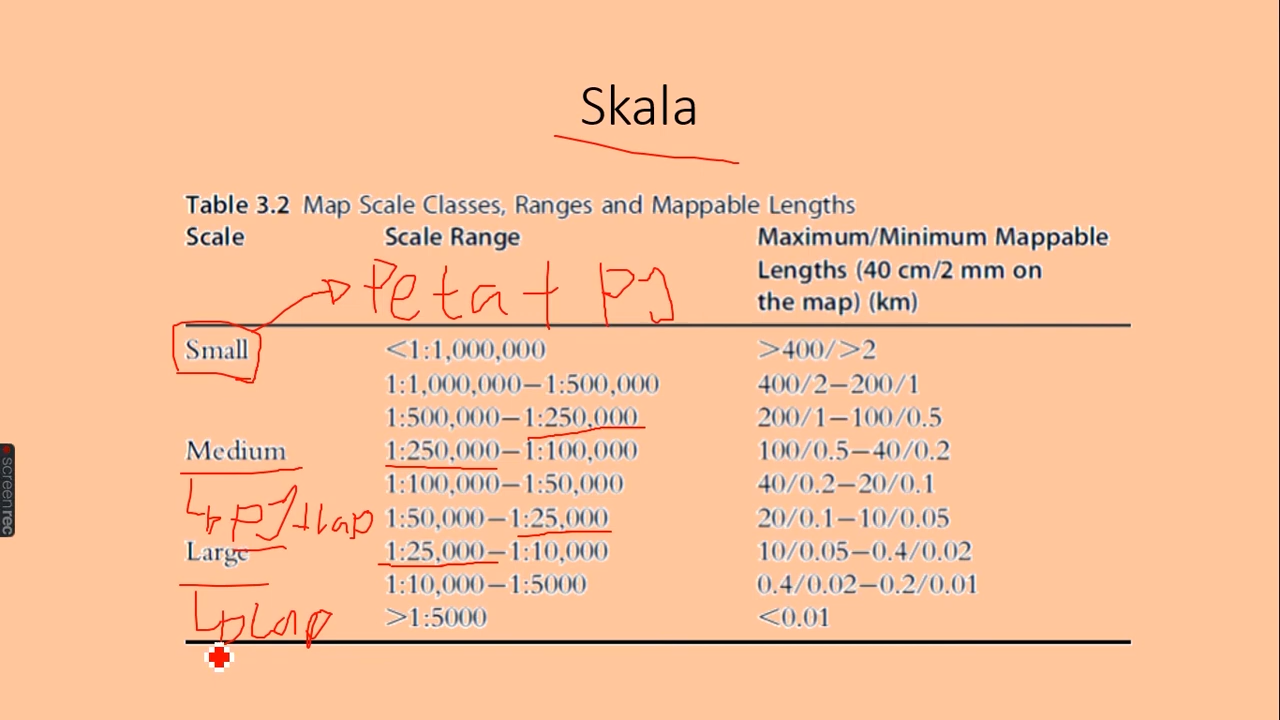 Skala
Table 3.2 Map Scale Classes, Ranges and Mappable Lengths
Scale Scale Range Maximum/Minimum Mappable
Lengths (40 cm/2 mm on
the map) (km)
Peta + PJ
Small <1:1,000,000 >400/>2
1:1,000,000–1:500,000 400/2–200/1
1:500,000–1:250,000 200/1–100/0.5
Medium 1:250,000–1:100,000 100/0.5–40/0.2
1:100,000–1:50,000 40/0.2–20/0.1
PJ + Lap 1:50,000–1:25,000 20/0.1–10/0.05
Large 1:25,000–1:10,000 10/0.05–0.4/0.02
1:10,000–1:5000 0.4/0.02–0.2/0.01
Lap >1:5000 <0.01
screenrec